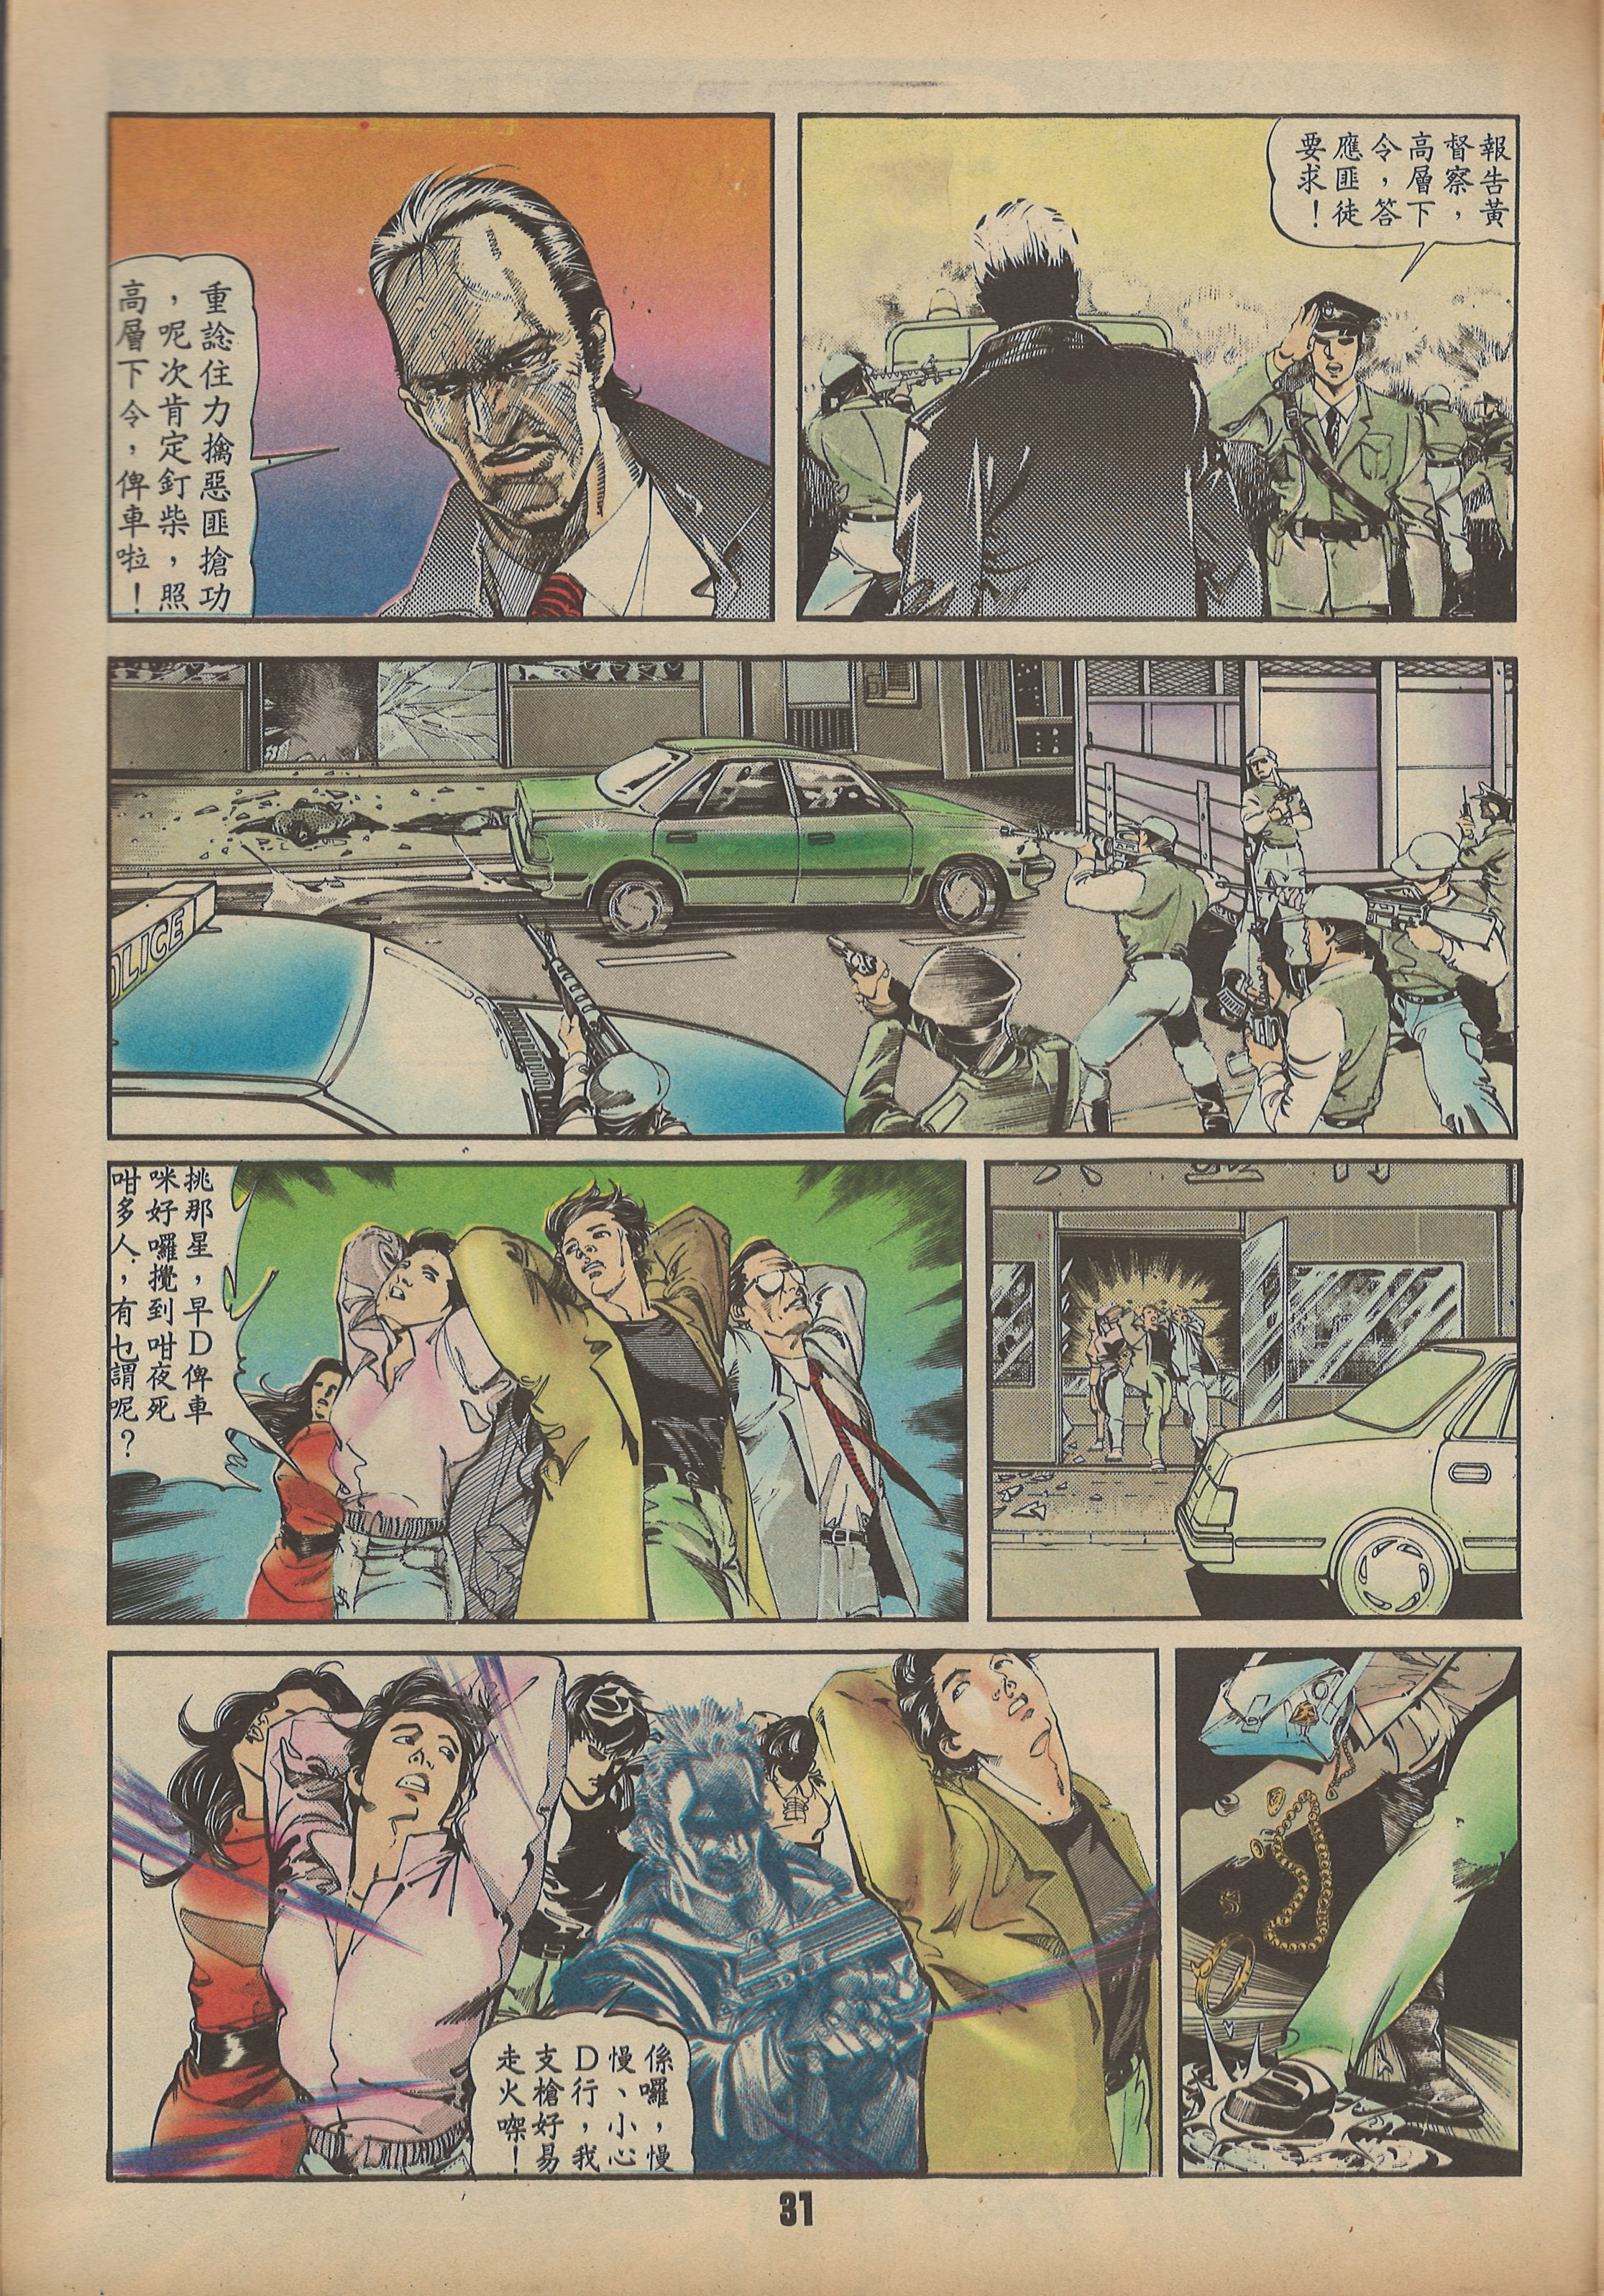 報告黃
督察，
高層下
令，答
應匪徒
要求！
重諗住力擒惡匪搶功
，呢次肯定釘柴，照
高層下令，俾車啦！
OLICE
挑那星，早D俾車
咪好囉攪到咁夜死
咁多人，有乜謂呢？
係囉，慢
慢、小心
D行，我
支槍好易
走火㗎！
31